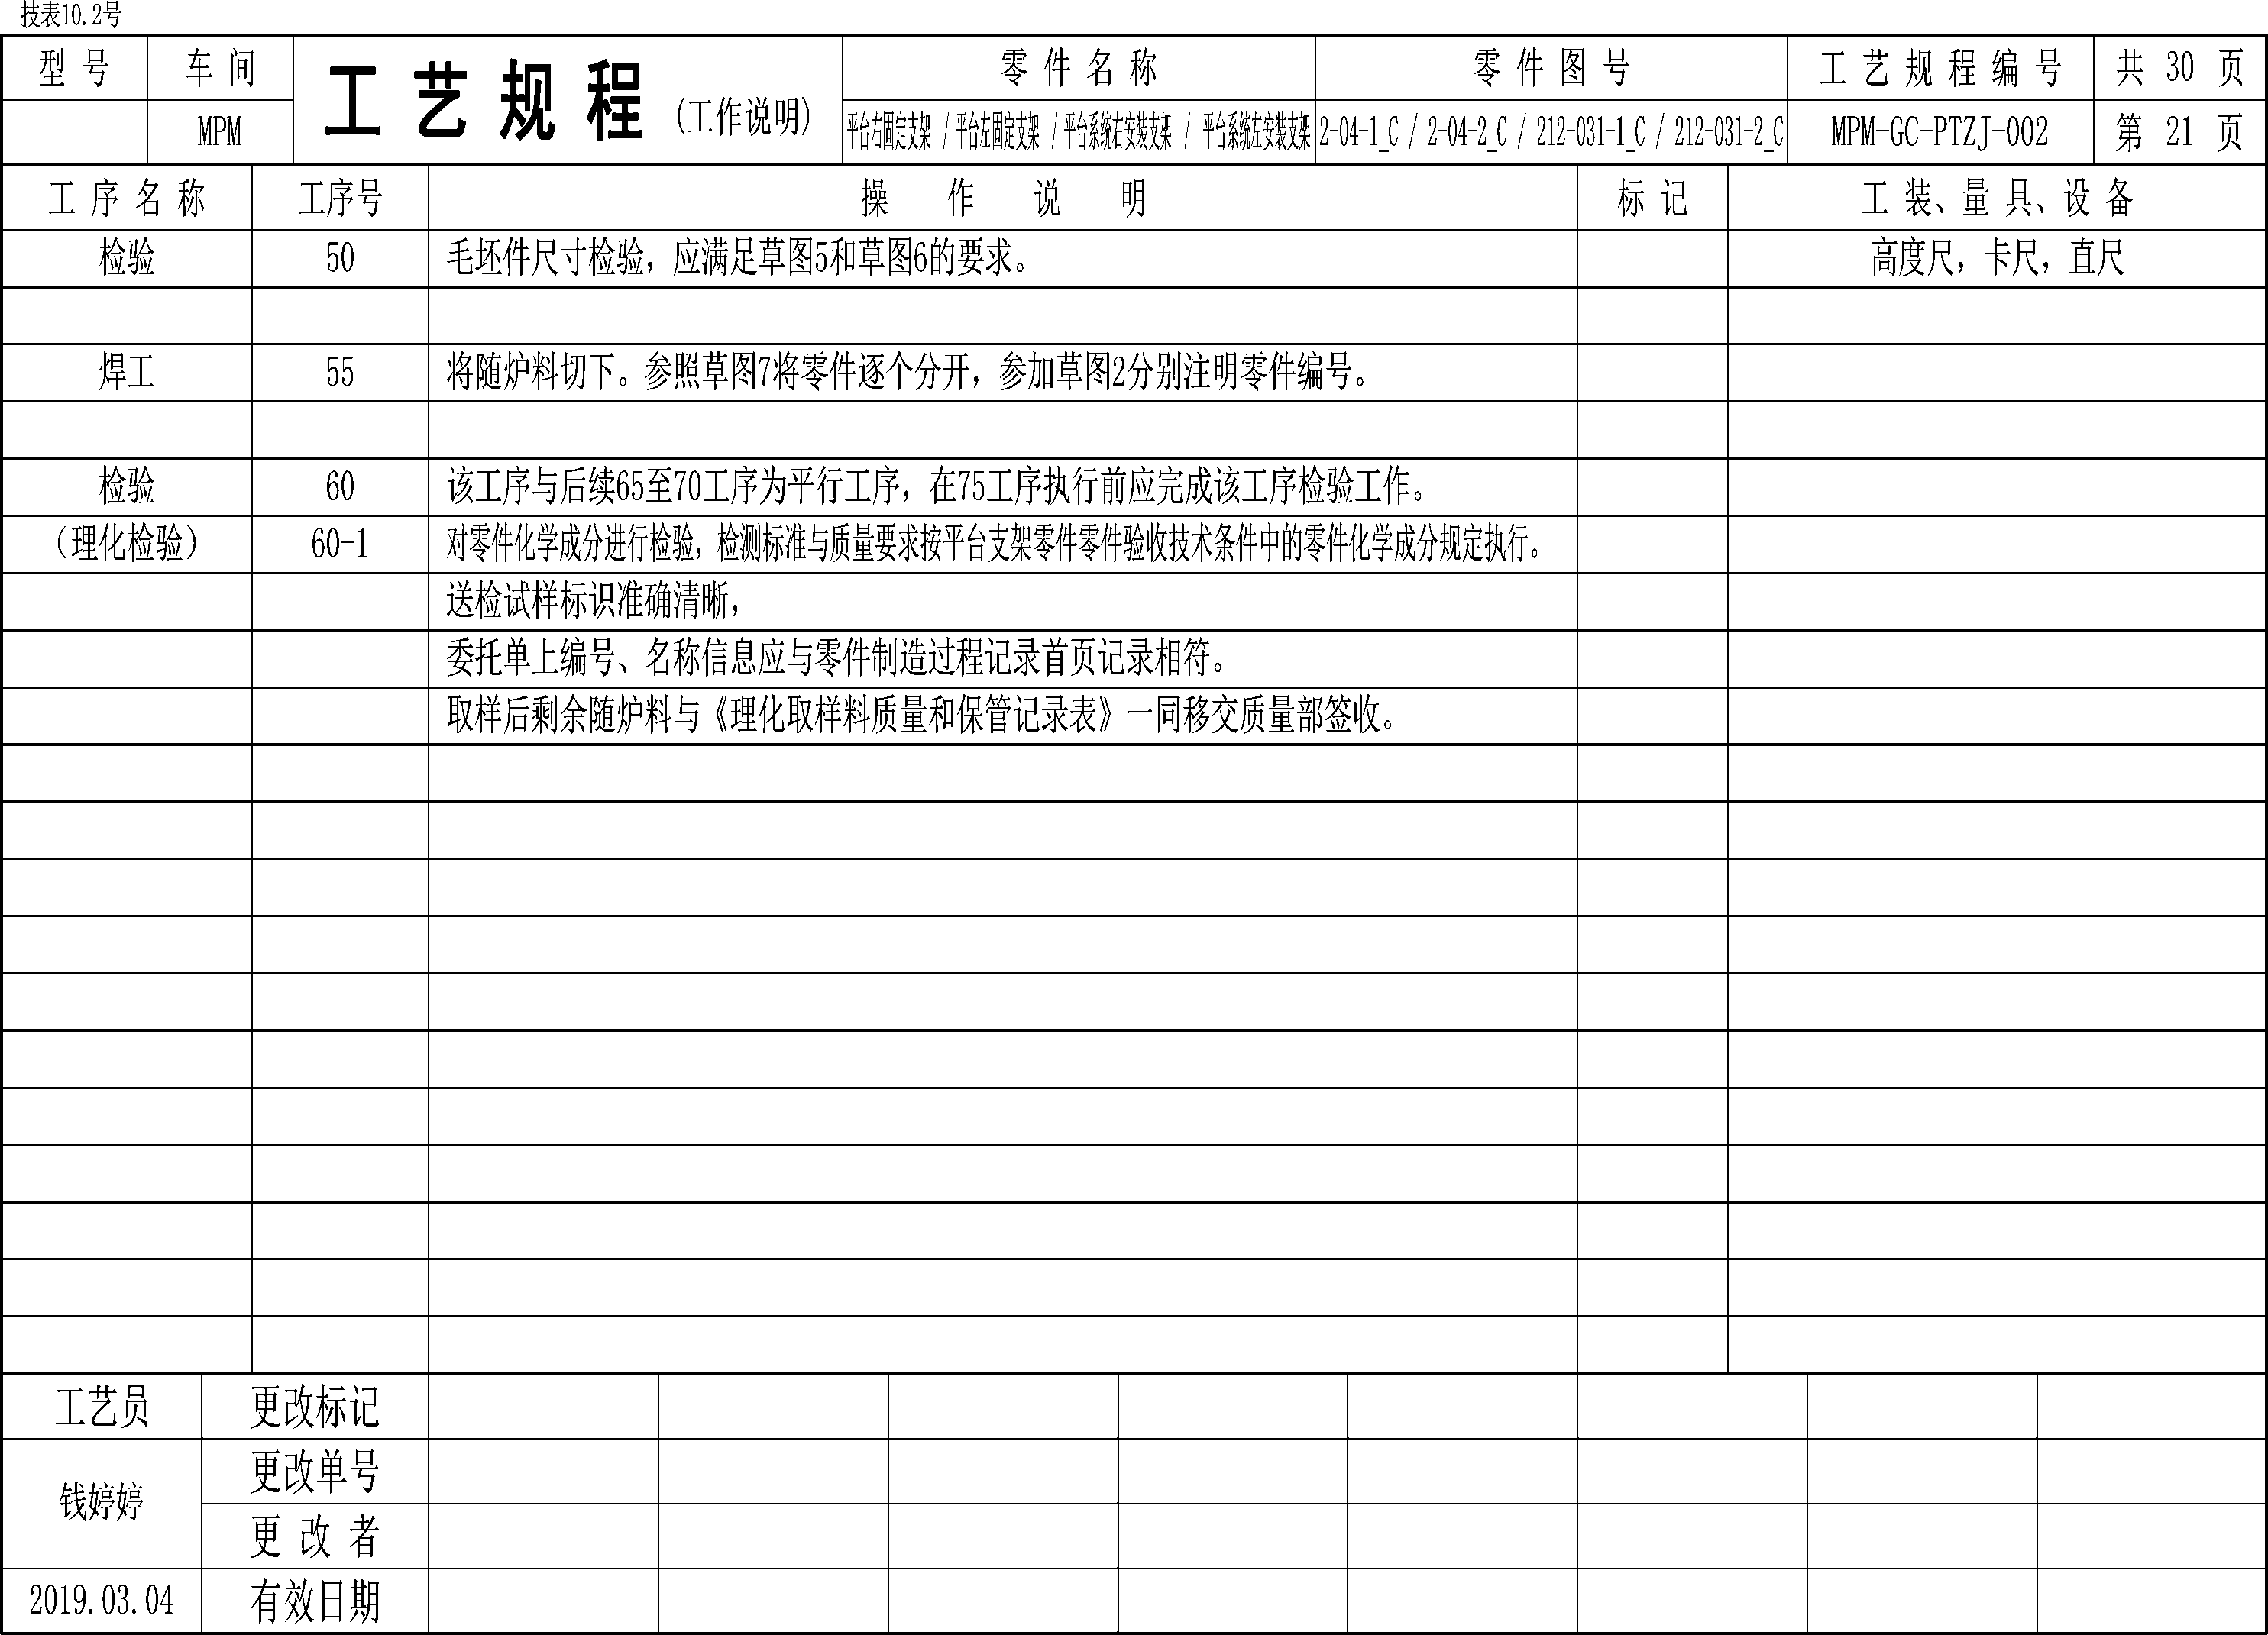 技表10.2号
型 号 车 间 工 艺 规 程 (工作说明) 零 件 名 称 零 件 图 号 工 艺 规 程 编 号 共 30 页
MPM 平台右固定支架 / 平台左固定支架 / 平台系统右安装支架 / 平台系统左安装支架 2-04-1_C / 2-04-2_C / 212-031-1_C / 212-031-2_C MPM-GC-PTZJ-002 第 21 页
工 序 名 称 工序号 操 作 说 明 标 记 工 装、量 具、设 备
检验 50 毛坯件尺寸检验，应满足草图5和草图6的要求。 高度尺，卡尺，直尺
焊工 55 将随炉料切下。参照草图7将零件逐个分开，参加草图2分别注明零件编号。
检验 60 该工序与后续65至70工序为平行工序，在75工序执行前应完成该工序检验工作。
（理化检验） 60-1 对零件化学成分进行检验，检测标准与质量要求按平台支架零件零件验收技术条件中的零件化学成分规定执行。
送检试样标识准确清晰，
委托单上编号、名称信息应与零件制造过程记录首页记录相符。
取样后剩余随炉料与《理化取样料质量和保管记录表》一同移交质量部签收。
工艺员 更改标记
钱婷婷 更改单号
更 改 者
2019.03.04 有效日期